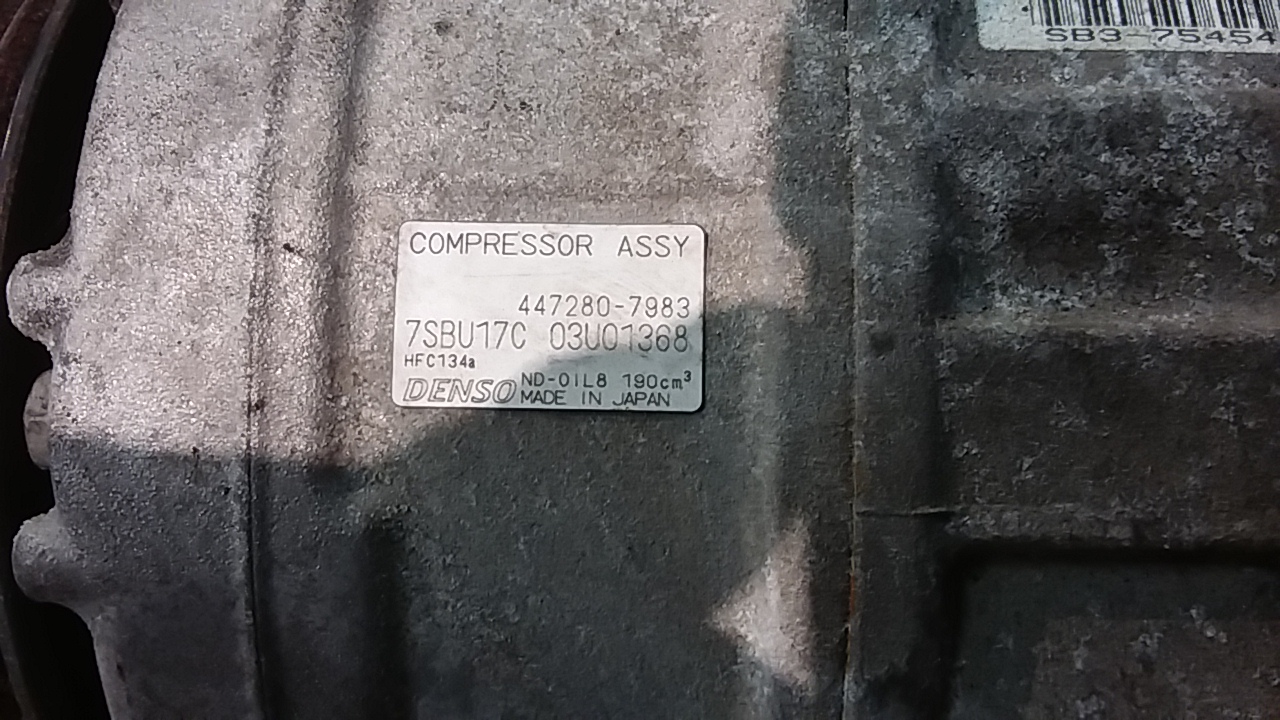 SB3-75454
COMPRESSOR ASSY
447280-7983
7SBU17C 03U01368
HFC134a
DENSO ND-OIL8 190cm³
MADE IN JAPAN